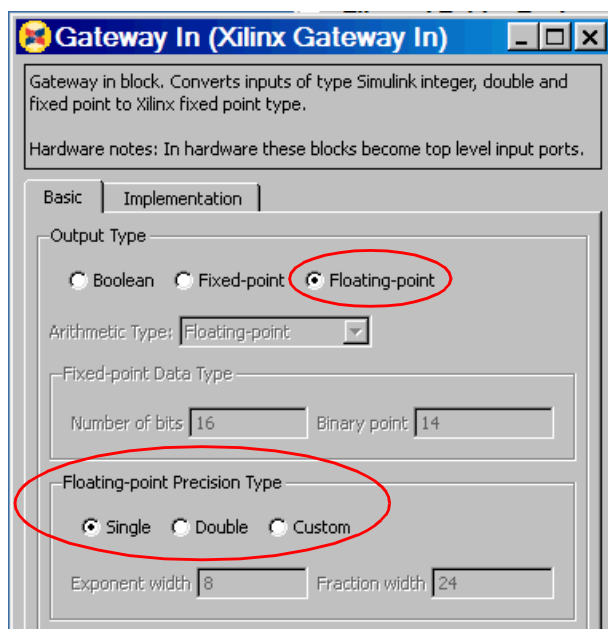 Gateway In (Xilinx Gateway In)
Gateway in block. Converts inputs of type Simulink integer, double and
fixed point to Xilinx fixed point type.
Hardware notes: In hardware these blocks become top level input ports.
Basic Implementation
Output Type
Boolean Fixed-point Floating-point
Arithmetic Type: Floating-point
Fixed-point Data Type
Number of bits 16 Binary point 14
Floating-point Precision Type
Single Double Custom
Exponent width 8 Fraction width 24